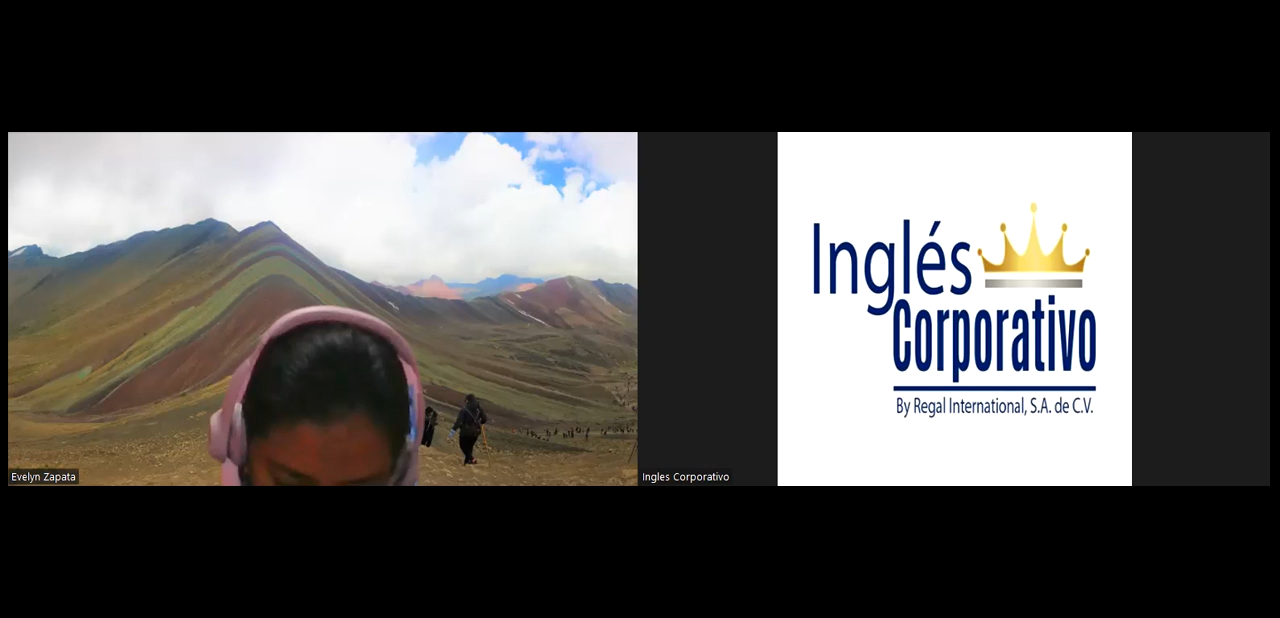 Inglés
Corporativo
By Regal International, S.A. de C.V.
Evelyn Zapata
Ingles Corporativo